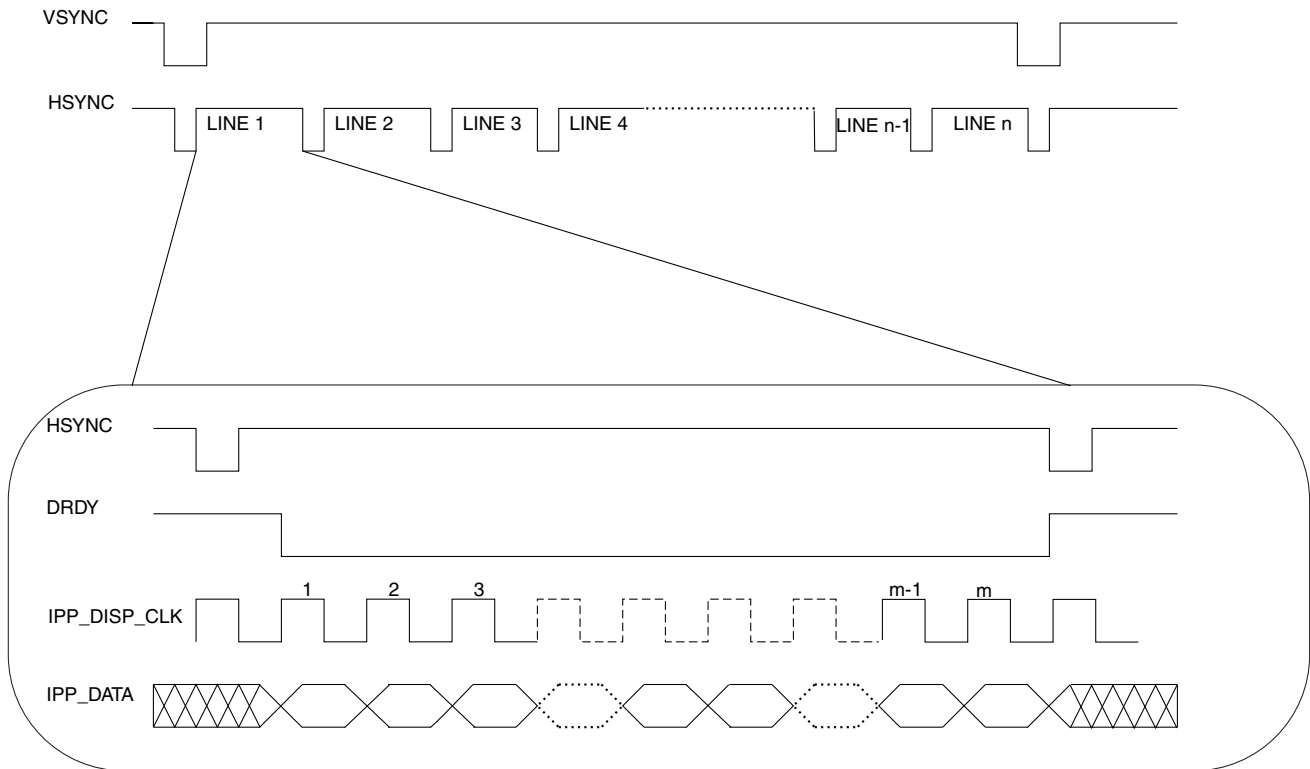 VSYNC
HSYNC
LINE 1 LINE 2 LINE 3 LINE 4 LINE n-1 LINE n
HSYNC
DRDY
1 2 3 m-1 m
IPP_DISP_CLK
IPP_DATA